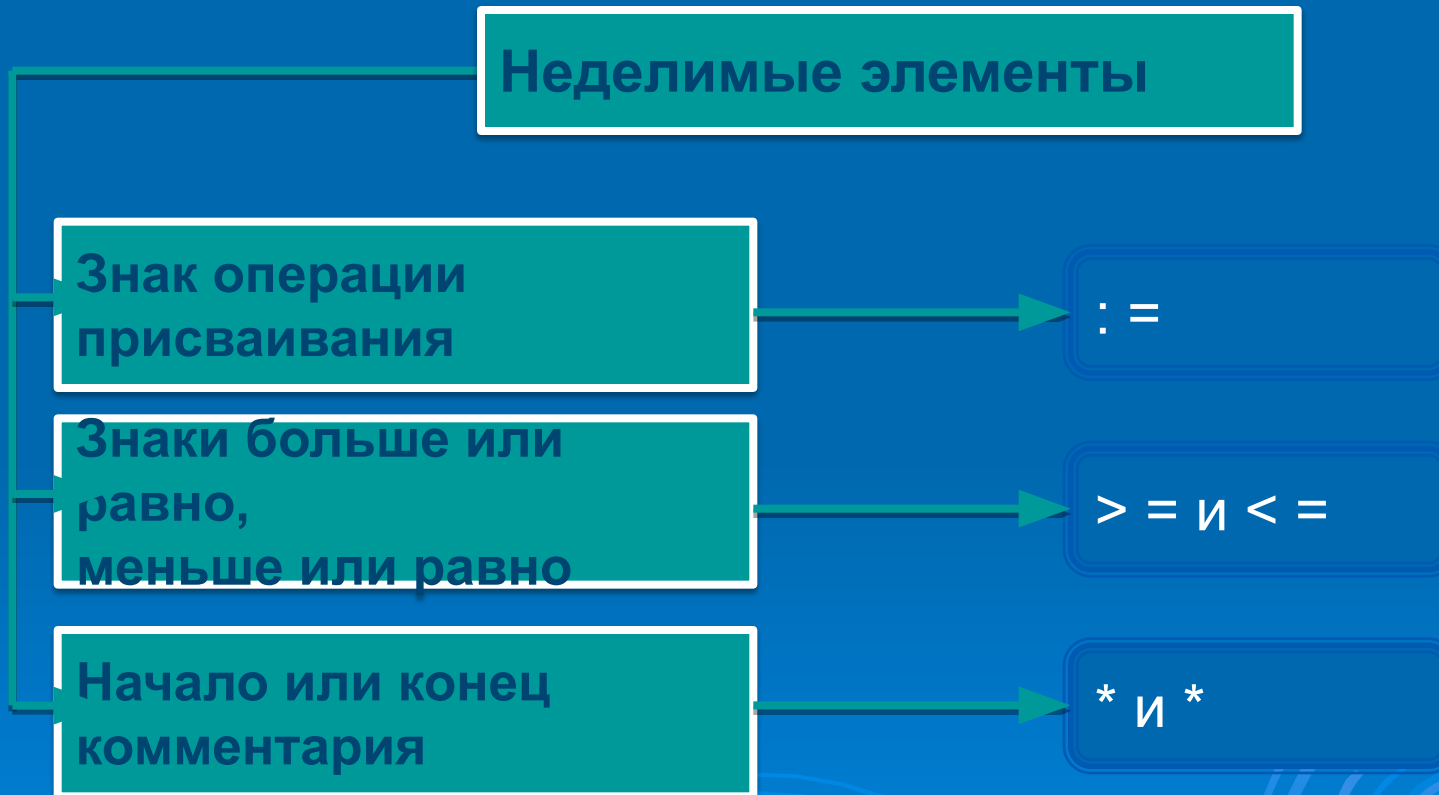 Неделимые элементы
Знак операции
присваивания
: =
Знаки больше или
равно,
меньше или равно
> = и < =
Начало или конец
комментария
* и *